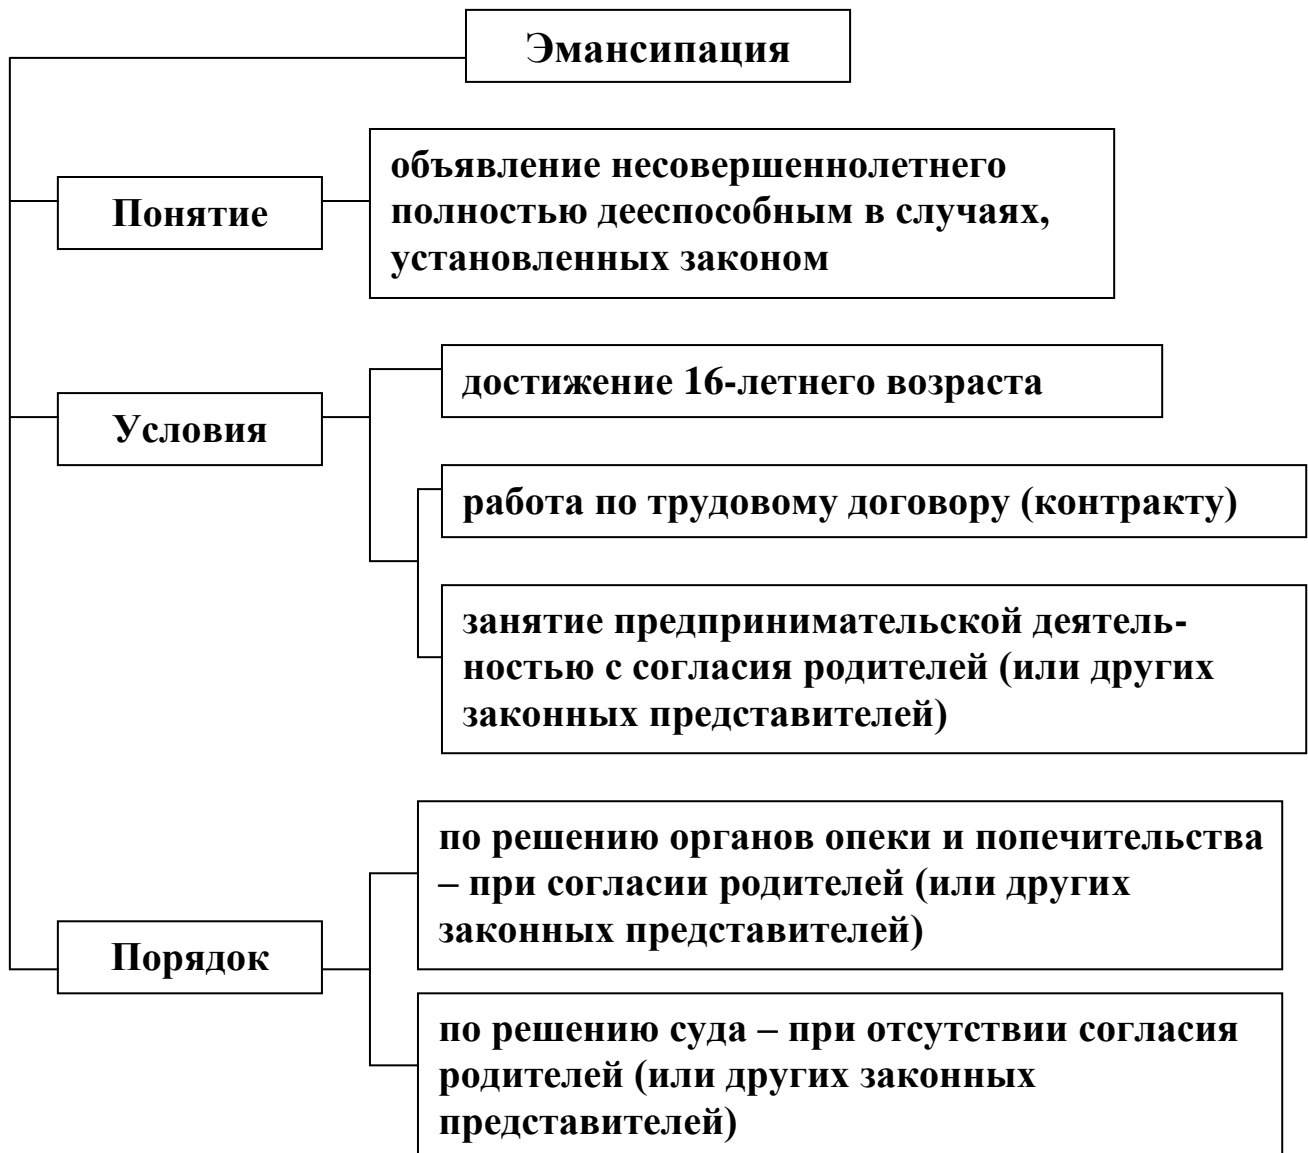 Эмансипация
Понятие
объявление несовершеннолетнего
полностью дееспособным в случаях,
установленных законом
Условия
достижение 16-летнего возраста
работа по трудовому договору (контракту)
занятие предпринимательской деятель-
ностью с согласия родителей (или других
законных представителей)
Порядок
по решению органов опеки и попечительства
– при согласии родителей (или других
законных представителей)
по решению суда – при отсутствии согласия
родителей (или других законных
представителей)